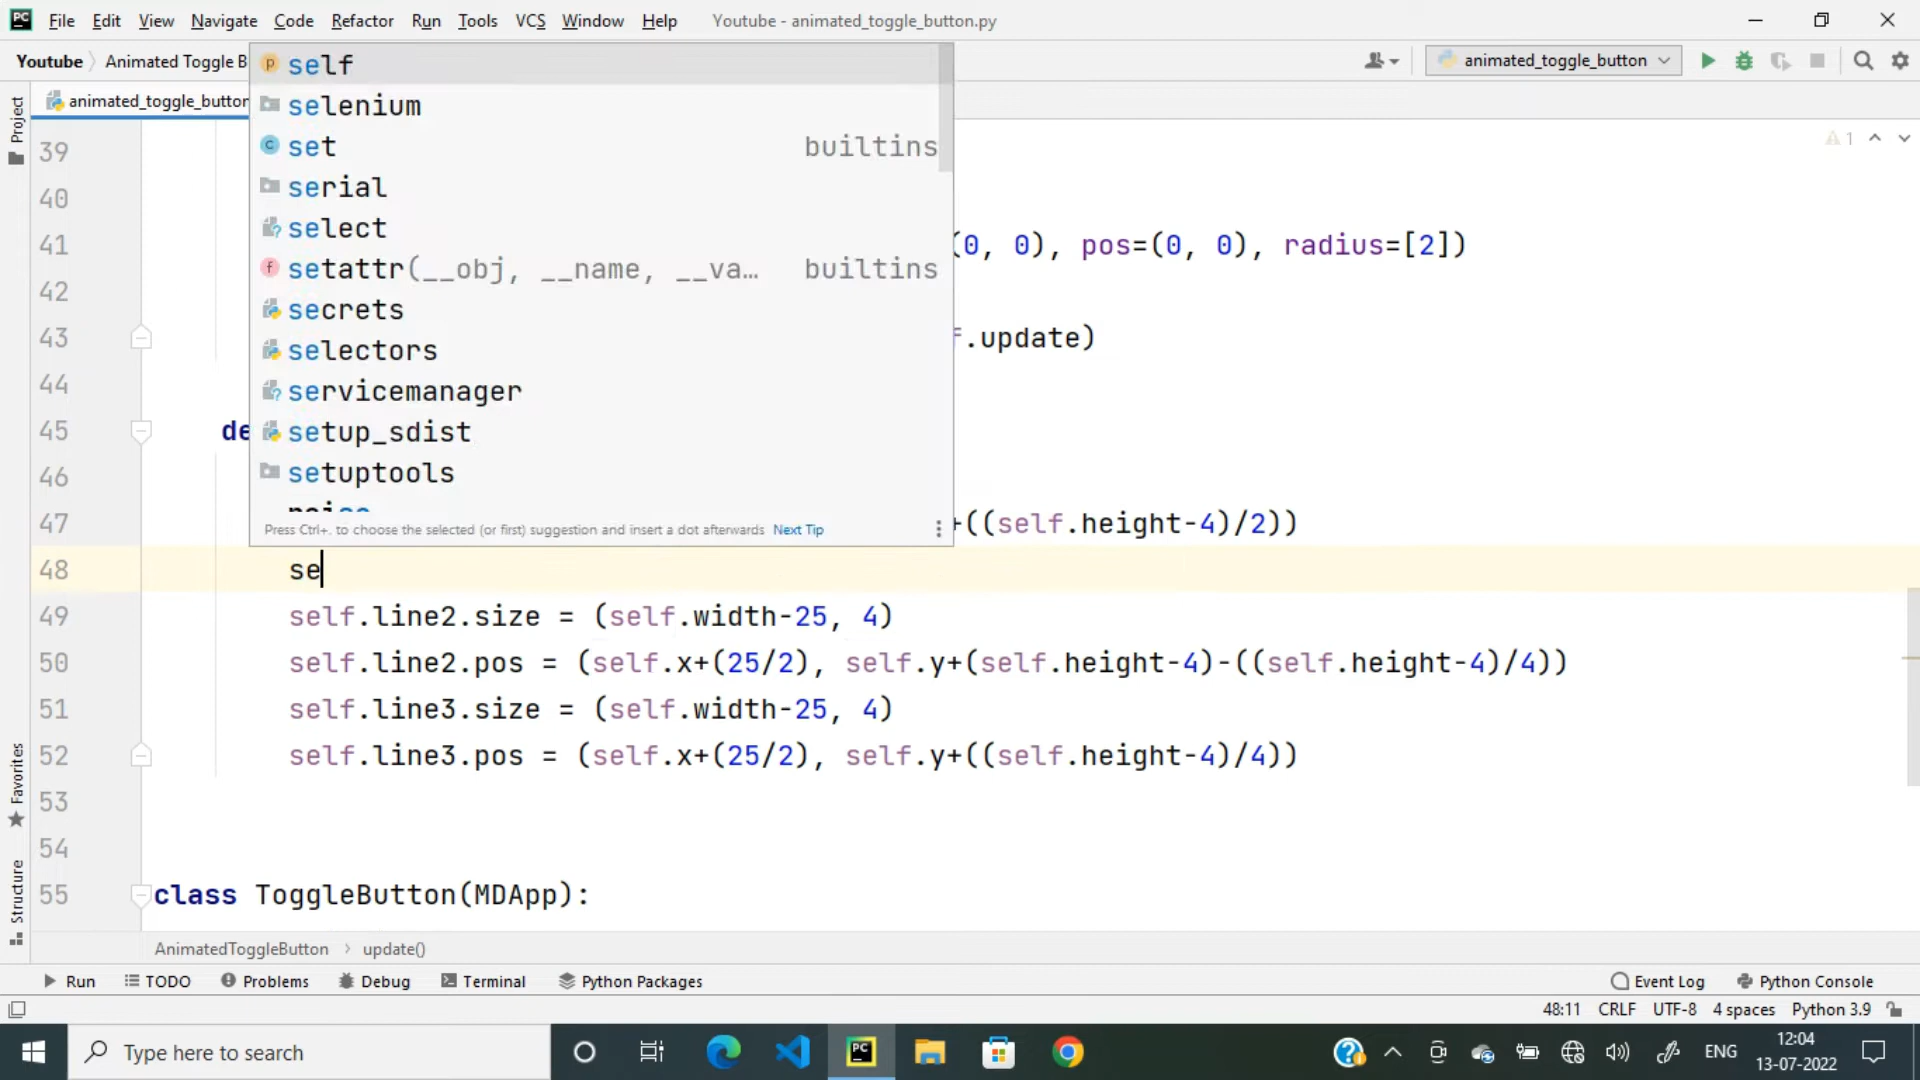 File Edit View Navigate Code Refactor Run Tools VCS Window Help Youtube - animated_toggle_button.py
Youtube Animated Toggle B animated_toggle_button
animated_toggle_button
Project
self
selenium
set builtins
serial
select
setattr(__obj, __name, __va… builtins
secrets
selectors
servicemanager
setup_sdist
setuptools
Press Ctrl+. to choose the selected (or first) suggestion and insert a dot afterwards Next Tip
1
39
40
41 (0, 0), pos=(0, 0), radius=[2])
42
43 f.update)
44
45 de
46
47 +((self.height-4)/2))
48 se
49 self.line2.size = (self.width-25, 4)
50 self.line2.pos = (self.x+(25/2), self.y+(self.height-4)-((self.height-4)/4))
51 self.line3.size = (self.width-25, 4)
52 self.line3.pos = (self.x+(25/2), self.y+((self.height-4)/4))
53
54
55 class ToggleButton(MDApp):
Favorites
Structure
AnimatedToggleButton update()
Run TODO Problems Debug Terminal Python Packages Event Log Python Console
48:11 CRLF UTF-8 4 spaces Python 3.9
Type here to search
ENG
12:04
13-07-2022